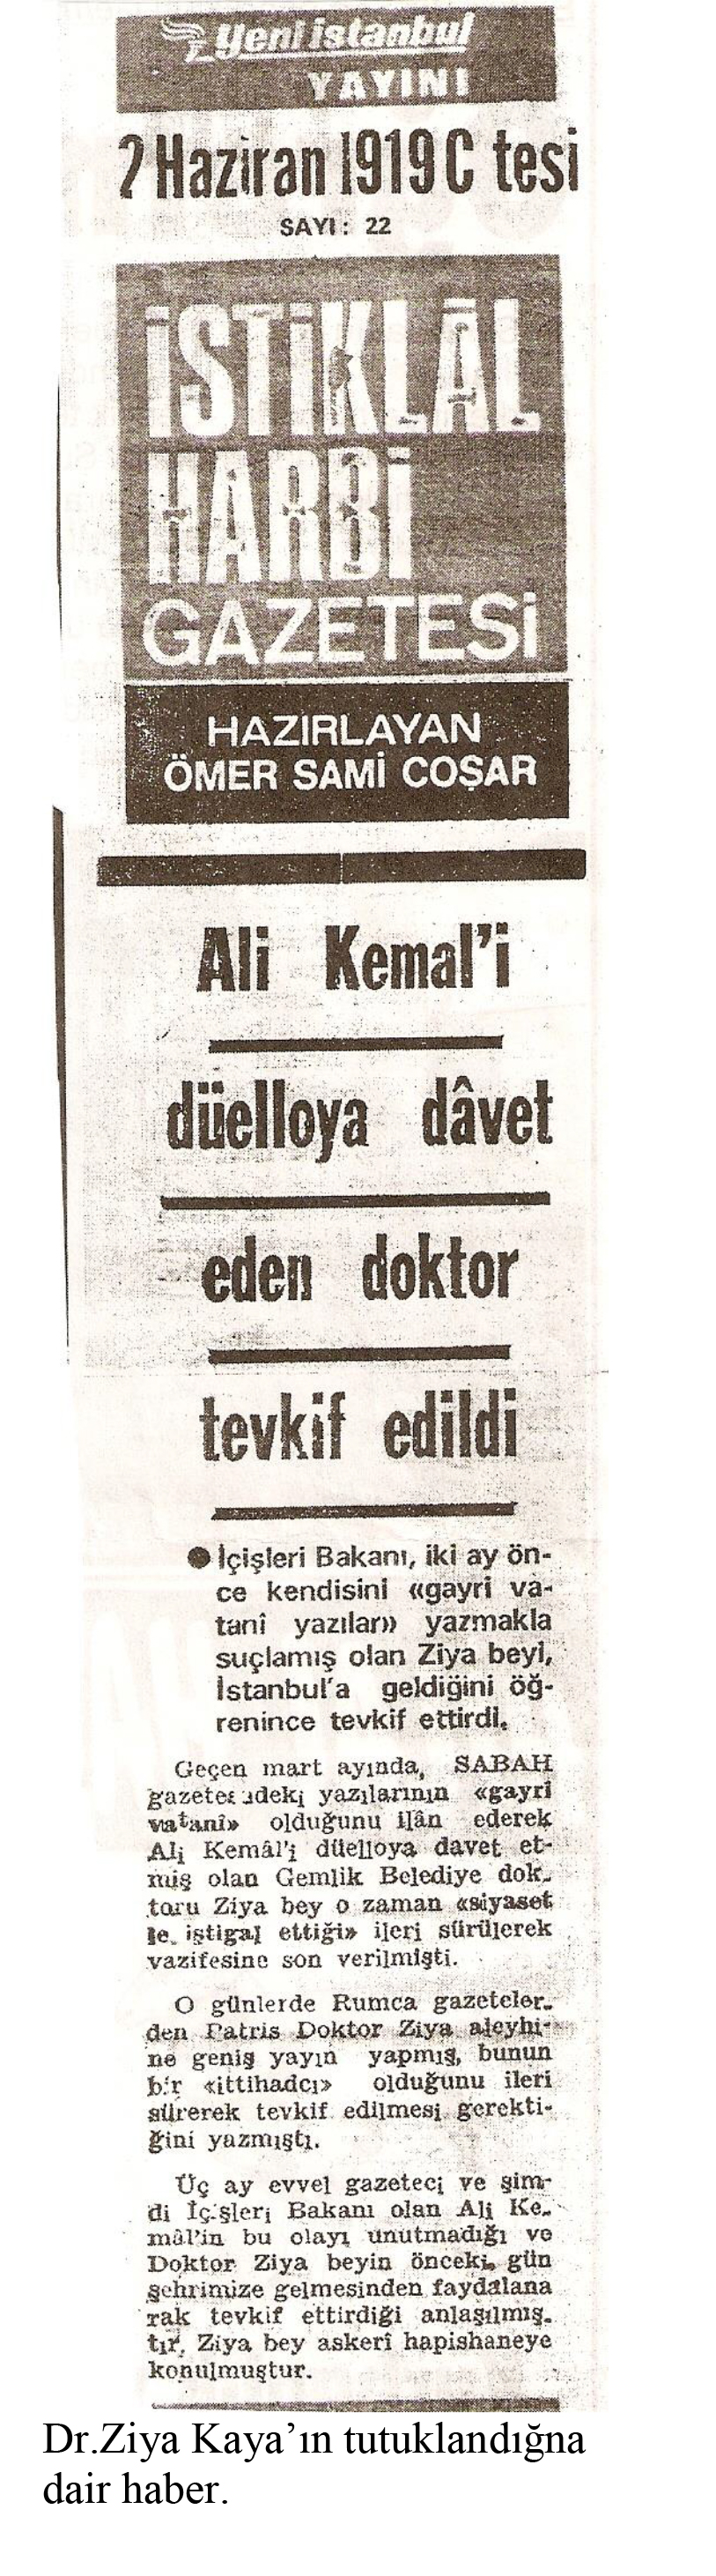 Yeni istanbul
YAYINI
7 Haziran 1919 C tesi
SAYI: 22
İSTİKLÂL
HARBİ
GAZETESİ
HAZIRLAYAN
ÖMER SAMİ COŞAR
Ali Kemal'i
düelloya dâvet
eden doktor
tevkif edildi
● İçişleri Bakanı, iki ay ön-
ce kendisini «gayri va-
tanî yazılar» yazmakla
suçlamış olan Ziya beyi,
İstanbul'a geldiğini öğ-
renince tevkif ettirdi.
Geçen mart ayında, SABAH
yazılarının «gayri
vatanî» olduğunu ilân ederek
Ali Kemâl'i düelloya davet et-
miş olan Gemlik Belediye dok-
toru Ziya bey o zaman «siyaset
le iştigal ettiği» ileri sürülerek
vazifesine son verilmişti.
O günlerde Rumca gazeteler-
den Patris Doktor Ziya aleyhi-
ne geniş yayın yapmış, bunun
bir «ittihadcı» olduğunu ileri
sürerek tevkif edilmesi gerekti-
ğini yazmıştı.
Üç ay evvel gazeteci ve şim-
di İçişleri Bakanı olan Ali Ke-
mâl'in bu olayı unutmadığı ve
Doktor Ziya beyin önceki gün
şehrimize gelmesinden faydalana
rak tevkif ettirdiği anlaşılmış-
tır. Ziya bey askerî hapishaneye
konulmuştur.
Dr.Ziya Kaya'ın tutuklandığna
dair haber.